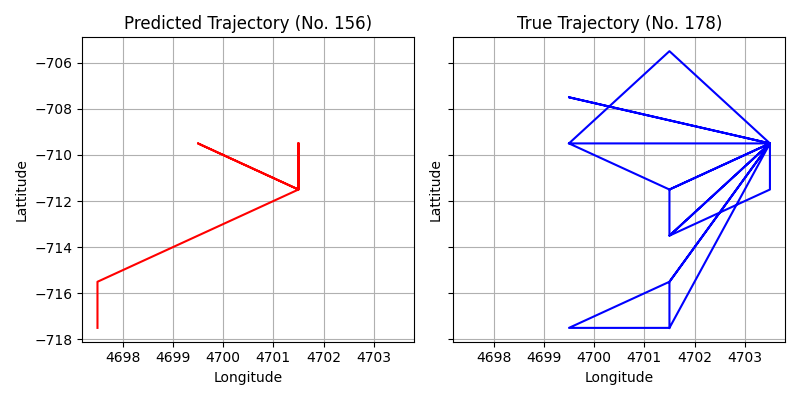 Predicted Trajectory (No. 156)
True Trajectory (No. 178)
−706
−708
−710
−712
−714
−716
−718
Lattitude
Lattitude
4698 4699 4700 4701 4702 4703
4698 4699 4700 4701 4702 4703
Longitude
Longitude